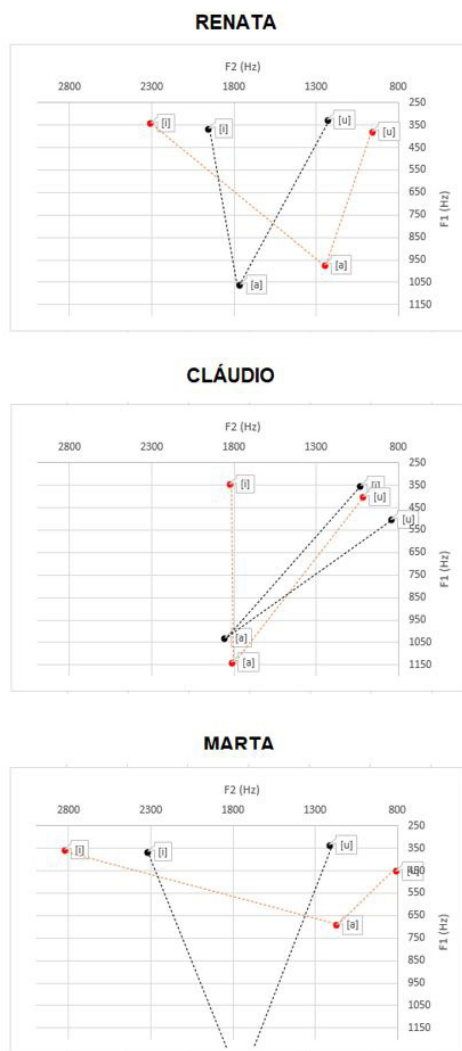 RENATA
F2 (Hz)
2800 2300 1800 1300 800
250
350
450
550
650
750
850
950
1050
1150
F1 (Hz)
[i]
[i]
[u]
[u]
[a]
[a]
CLÁUDIO
F2 (Hz)
2800 2300 1800 1300 800
250
350
450
550
650
750
850
950
1050
1150
F1 (Hz)
[i]
[i]
[u]
[u]
[a]
[a]
MARTA
F2 (Hz)
2800 2300 1800 1300 800
250
350
450
550
650
750
850
950
1050
1150
F1 (Hz)
[i]
[i]
[u]
[u]
[a]